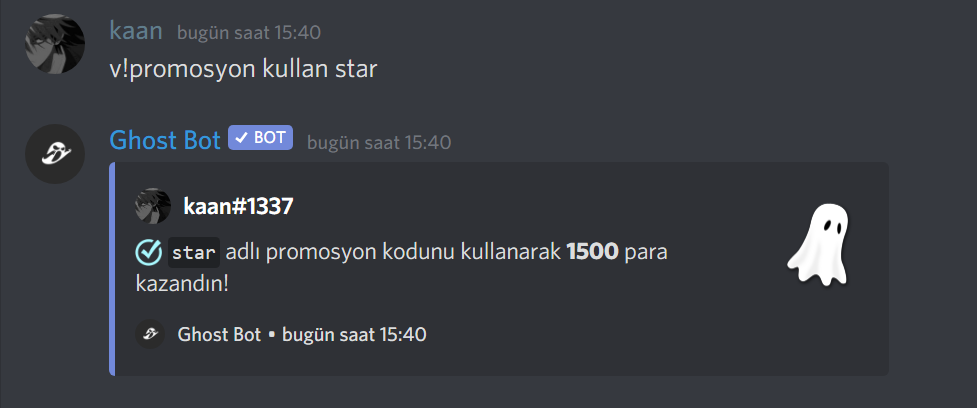 kaan bugün saat 15:40
v!promosyon kullan star
Ghost Bot BOT bugün saat 15:40
kaan#1337
star adlı promosyon kodunu kullanarak 1500 para
kazandın!
Ghost Bot • bugün saat 15:40